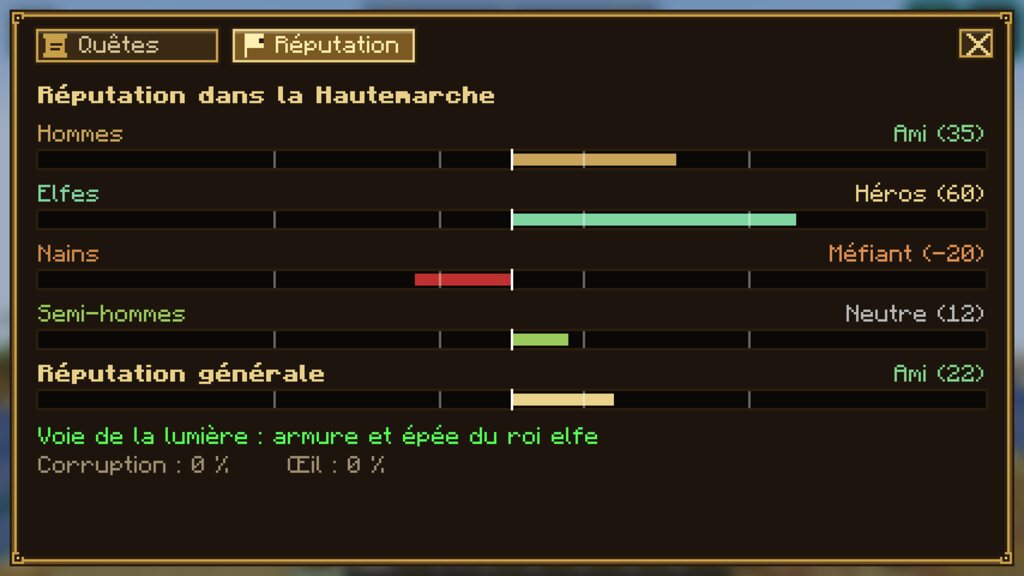 Quêtes
Réputation
Réputation dans la Hautemarche
Hommes Ami (35)
Elfes Héros (60)
Nains Méfiant (-20)
Semi-hommes Neutre (12)
Réputation générale Ami (22)
Voie de la lumière : armure et épée du roi elfe
Corruption : 0 % Œil : 0 %